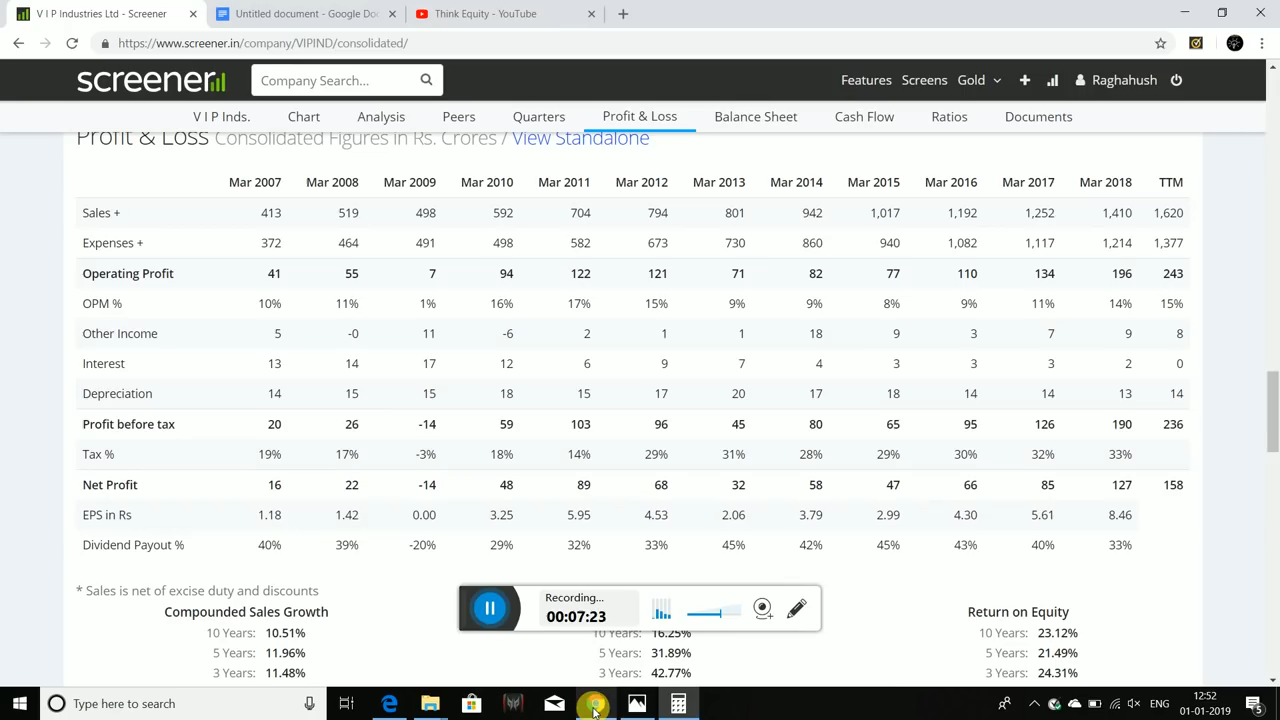 V I P Industries Ltd - Screener
Untitled document - Google Do
Think Equity - YouTube
https://www.screener.in/company/VIPIND/consolidated/
screener
Company Search...
Features Screens Gold Raghahush
V I P Inds. Chart Analysis Peers Quarters Profit & Loss Balance Sheet Cash Flow Ratios Documents
Profit & Loss Consolidated Figures in Rs. Crores / View Standalone
Mar 2007 Mar 2008 Mar 2009 Mar 2010 Mar 2011 Mar 2012 Mar 2013 Mar 2014 Mar 2015 Mar 2016 Mar 2017 Mar 2018 TTM
Sales + 413 519 498 592 704 794 801 942 1,017 1,192 1,252 1,410 1,620
Expenses + 372 464 491 498 582 673 730 860 940 1,082 1,117 1,214 1,377
Operating Profit 41 55 7 94 122 121 71 82 77 110 134 196 243
OPM % 10% 11% 1% 16% 17% 15% 9% 9% 8% 9% 11% 14% 15%
Other Income 5 -0 11 -6 2 1 1 18 9 3 7 9 8
Interest 13 14 17 12 6 9 7 4 3 3 3 2 0
Depreciation 14 15 15 18 15 17 20 17 18 14 14 13 14
Profit before tax 20 26 -14 59 103 96 45 80 65 95 126 190 236
Tax % 19% 17% -3% 18% 14% 29% 31% 28% 29% 30% 32% 33%
Net Profit 16 22 -14 48 89 68 32 58 47 66 85 127 158
EPS in Rs 1.18 1.42 0.00 3.25 5.95 4.53 2.06 3.79 2.99 4.30 5.61 8.46
Dividend Payout % 40% 39% -20% 29% 32% 33% 45% 42% 45% 43% 40% 33%
* Sales is net of excise duty and discounts
Compounded Sales Growth
10 Years: 10.51%
5 Years: 11.96%
3 Years: 11.48%
Recording...
00:07:23
10 Years: 16.25%
5 Years: 31.89%
3 Years: 42.77%
Return on Equity
10 Years: 23.12%
5 Years: 21.49%
3 Years: 24.31%
Type here to search
ENG
12:52
01-01-2019
5